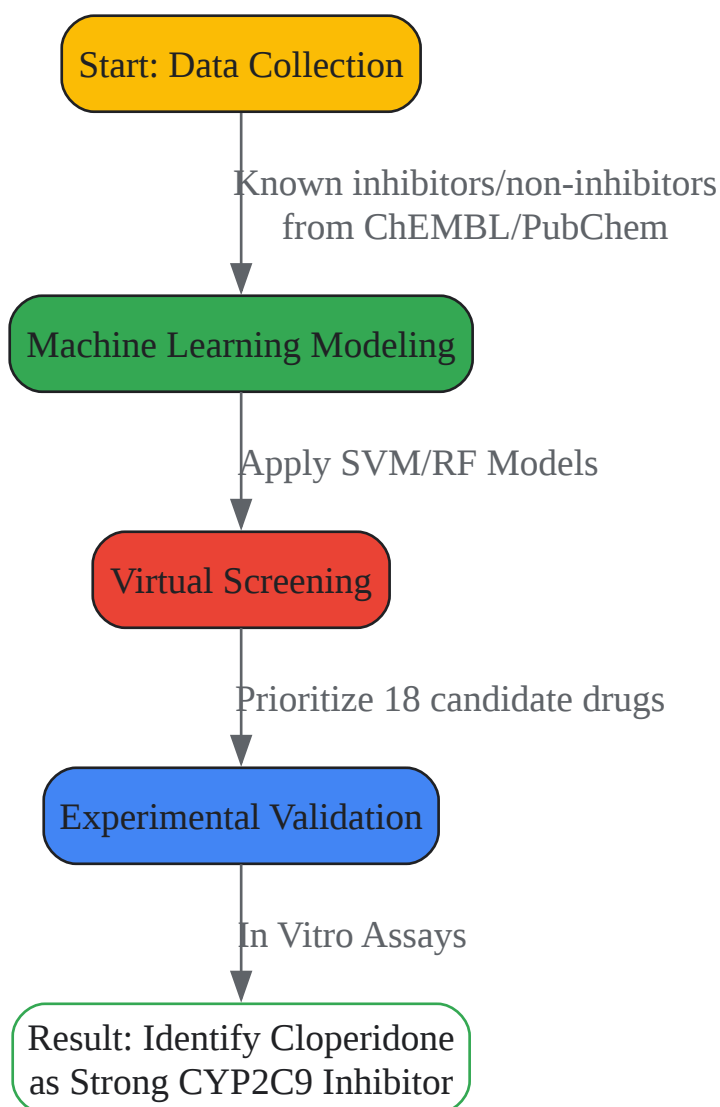 Start: Data Collection
Known inhibitors/non-inhibitors
from ChEMBL/PubChem
Machine Learning Modeling
Apply SVM/RF Models
Virtual Screening
Prioritize 18 candidate drugs
Experimental Validation
In Vitro Assays
Result: Identify Cloperidone
as Strong CYP2C9 Inhibitor